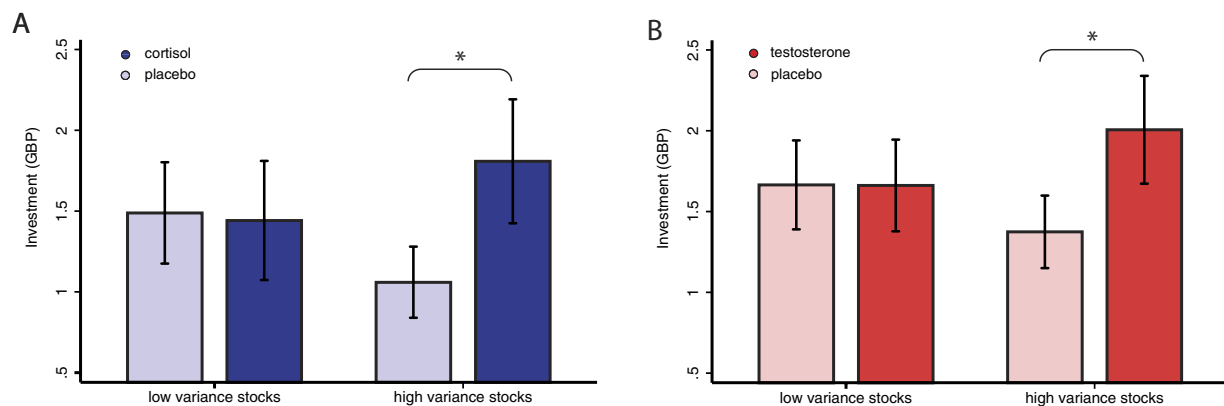 A
2.5
2
1.5
1
.5
Investment (GBP)
cortisol
placebo
*
low variance stocks
high variance stocks
B
2.5
2
1.5
1
.5
Investment (GBP)
testosterone
placebo
*
low variance stocks
high variance stocks